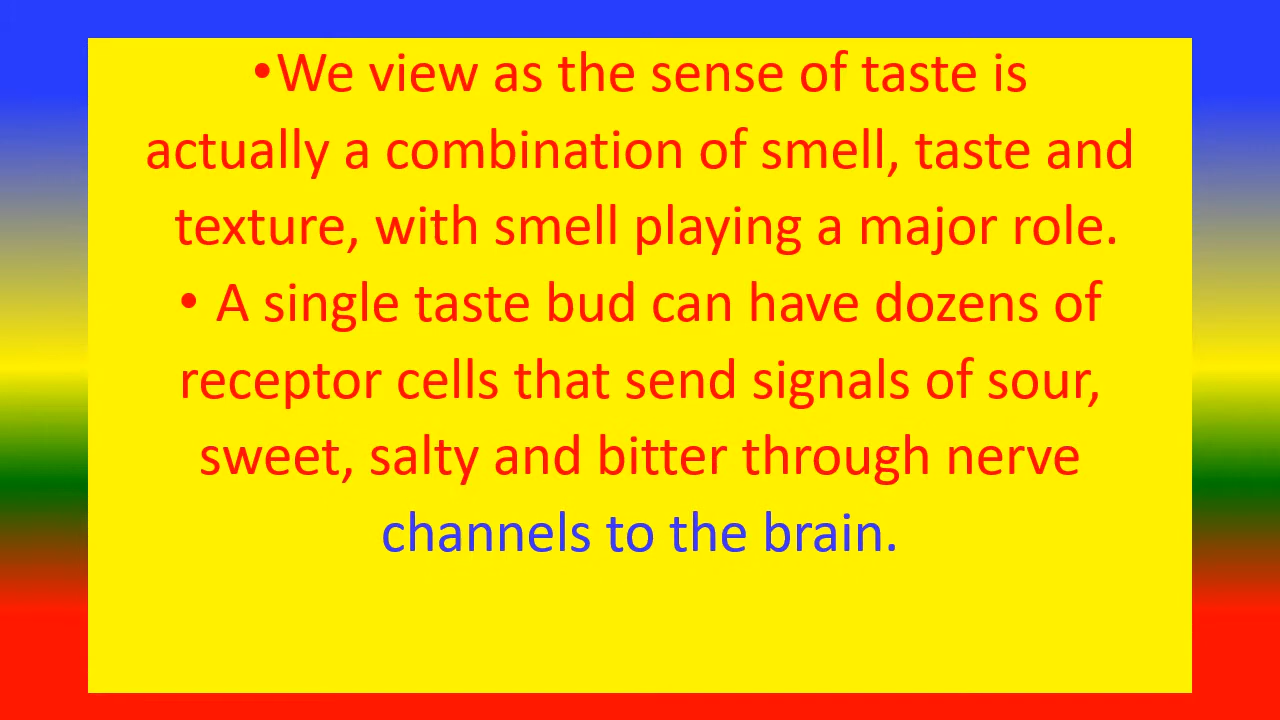 •We view as the sense of taste is
actually a combination of smell, taste and
texture, with smell playing a major role.
• A single taste bud can have dozens of
receptor cells that send signals of sour,
sweet, salty and bitter through nerve
channels to the brain.